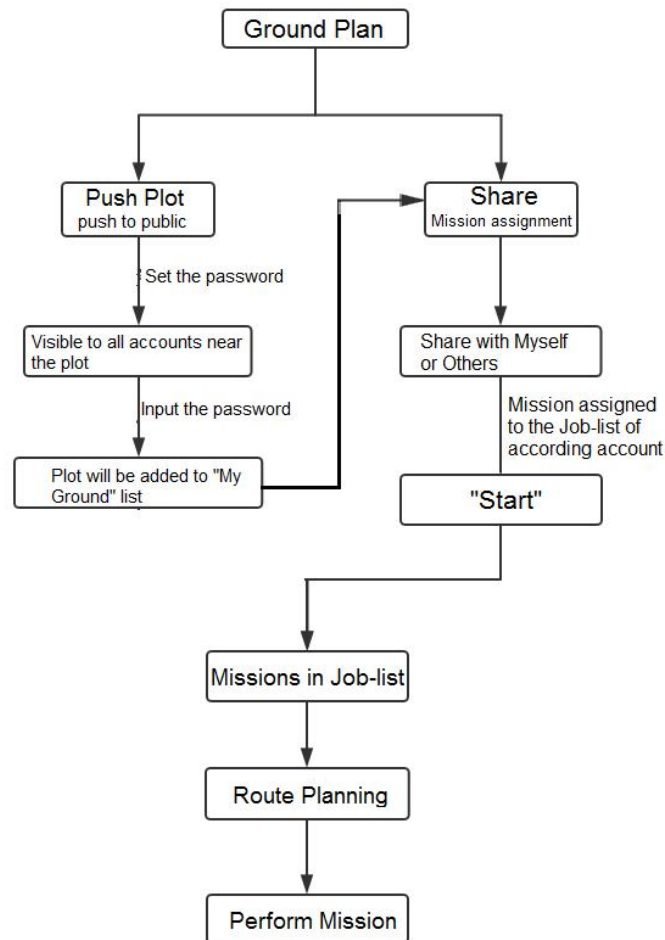 Ground Plan
Push Plot
push to public
Share
Mission assignment
Set the password
Visible to all accounts near
the plot
Share with Myself
or Others
Input the password
Mission assigned
to the Job-list of
according account
Plot will be added to "My
Ground" list
"Start"
Missions in Job-list
Route Planning
Perform Mission